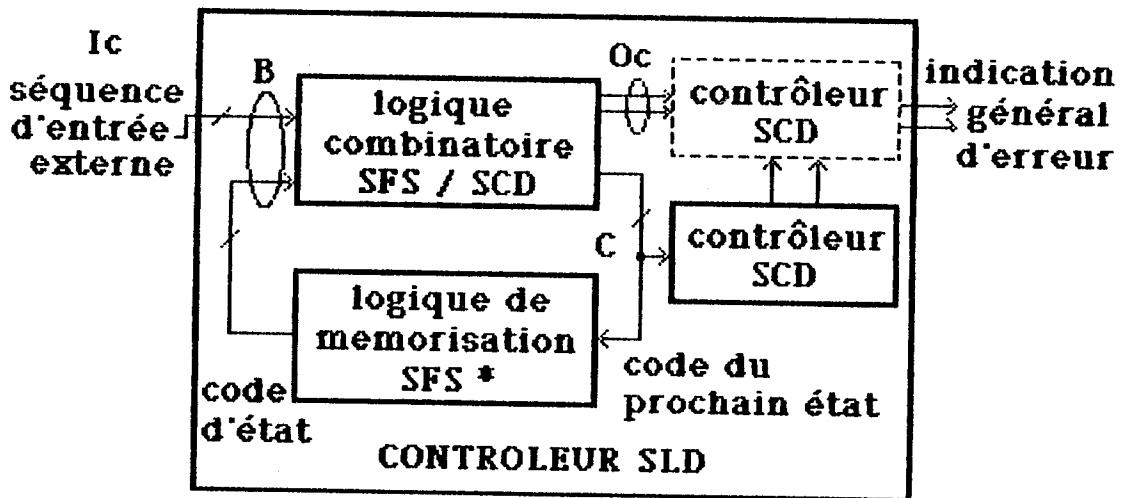 Ic
séquence
d'entrée
externe
B
logique
combinatoire
SFS / SCD
Oc
contrôleur
SCD
indication
général
d'erreur
C
contrôleur
SCD
logique de
memorisation
SFS *
code
d'état
code du
prochain état
CONTROLEUR SLD